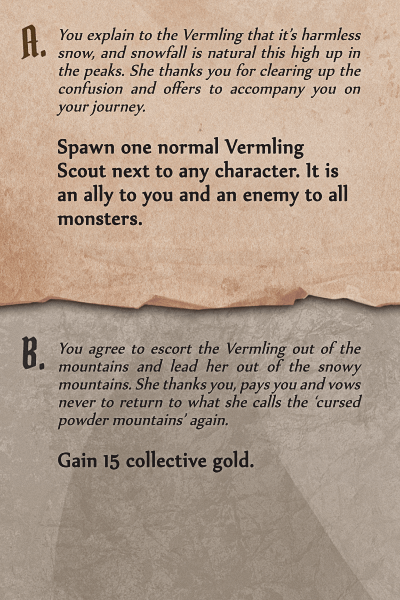 A. You explain to the Vermling that it's harmless
snow, and snowfall is natural this high up in
the peaks. She thanks you for clearing up the
confusion and offers to accompany you on
your journey.
Spawn one normal Vermling
Scout next to any character. It is
an ally to you and an enemy to all
monsters.
B. You agree to escort the Vermling out of the
mountains and lead her out of the snowy
mountains. She thanks you, pays you and vows
never to return to what she calls the 'cursed
powder mountains' again.
Gain 15 collective gold.